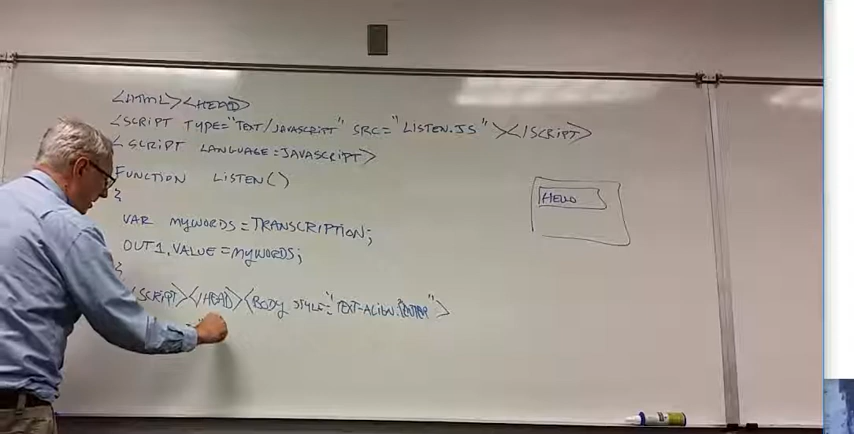 <HTML><HEAD>
<SCRIPT TYPE="TEXT/JAVASCRIPT" SRC="LISTEN.JS"></SCRIPT>
<SCRIPT LANGUAGE=JAVASCRIPT>
FUNCTION LISTEN()
{
VAR MYWORDS=TRANSCRIPTION;
OUT1.VALUE=MYWORDS;
}
SCRIPT></HEAD><BODY STYLE="TEXT-ALIGN:CENTER">
HELLO